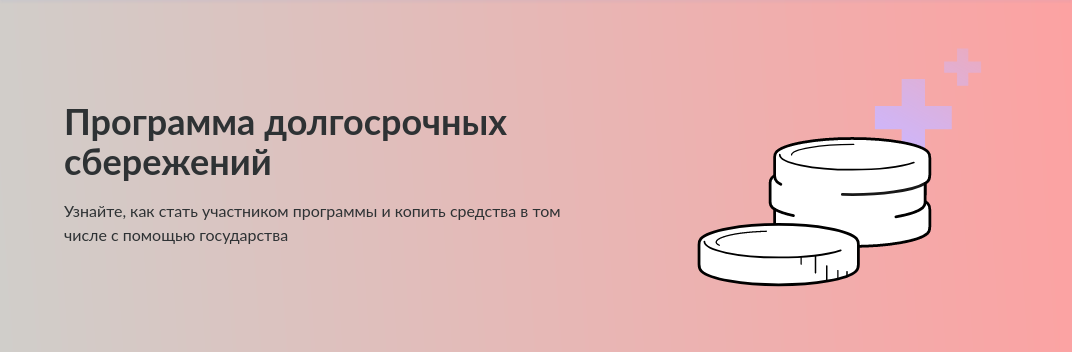 Программа долгосрочных
сбережений
Узнайте, как стать участником программы и копить средства в том
числе с помощью государства